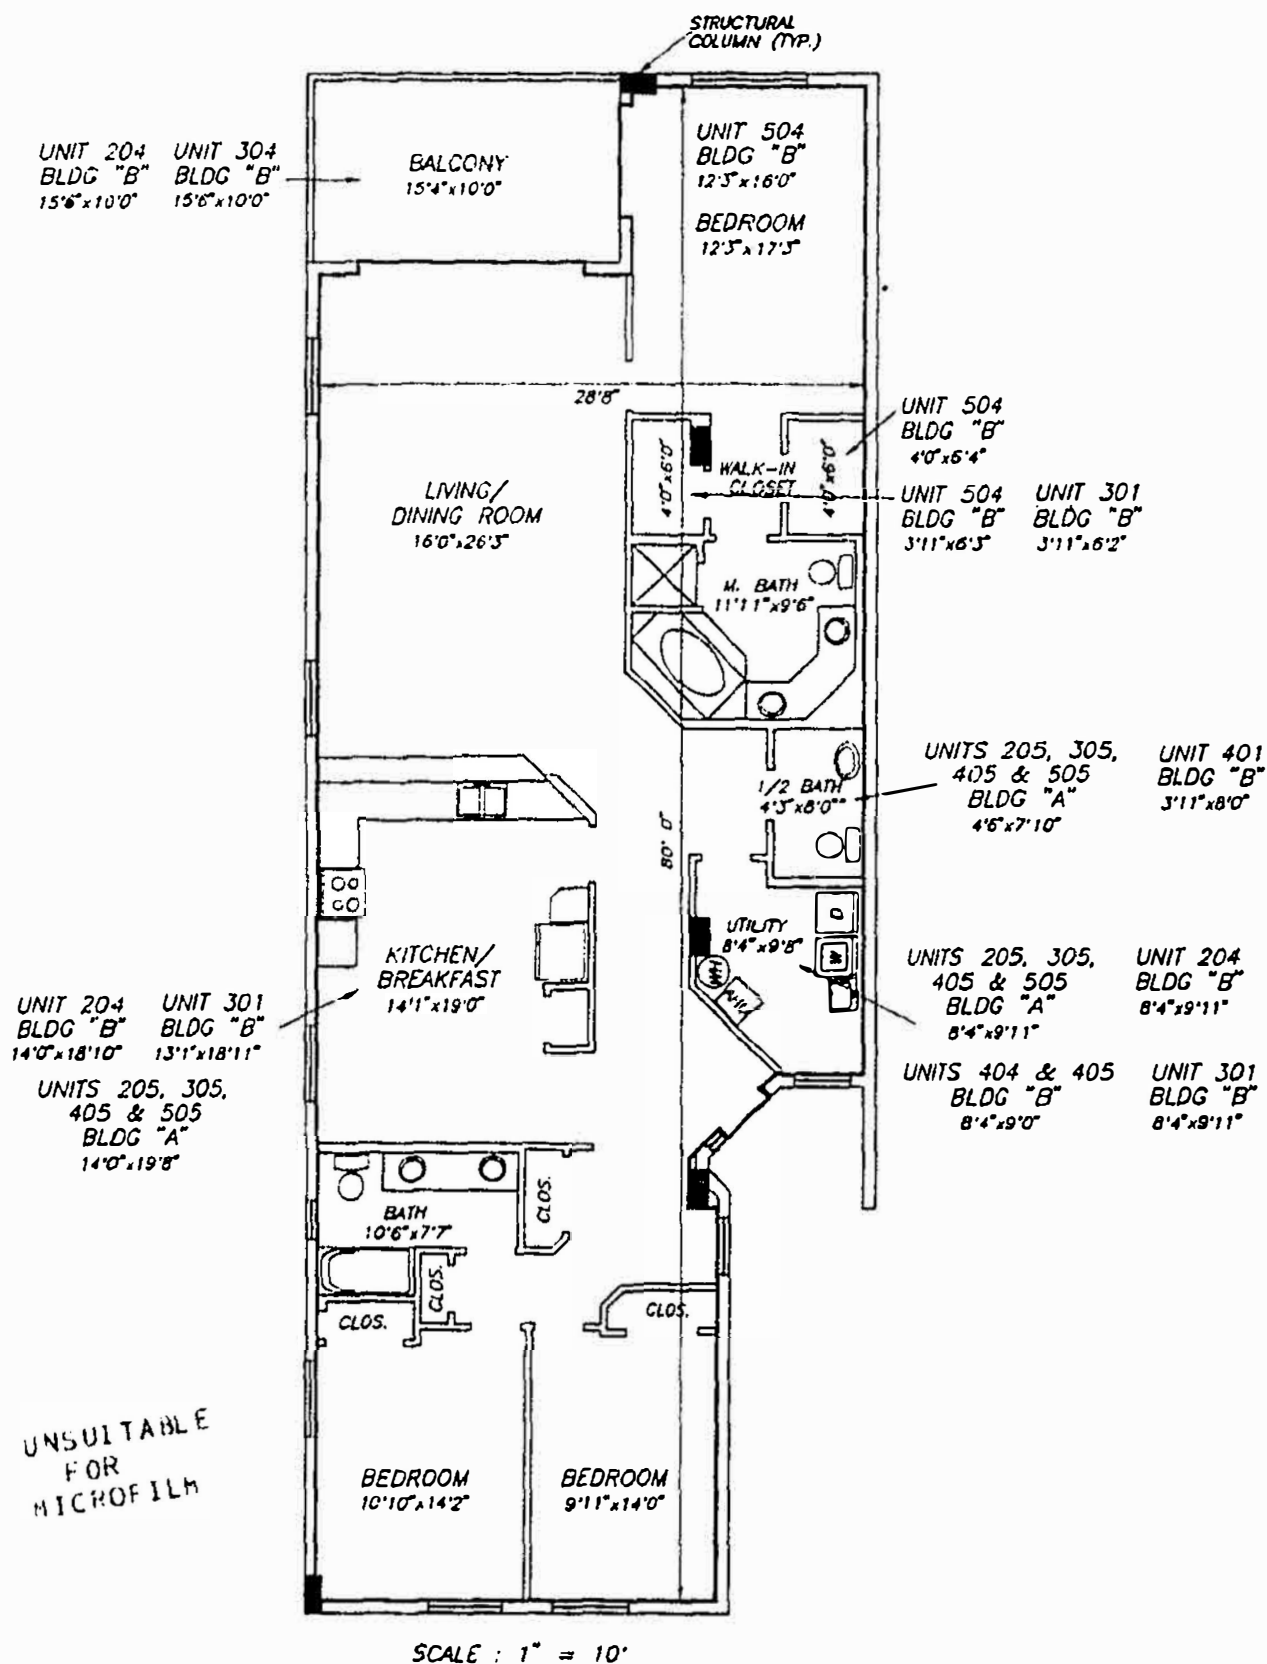 STRUCTURAL
COLUMN (TYP.)
UNIT 204
BLDG "B"
15'6"x10'0"
UNIT 304
BLDG "B"
15'6"x10'0"
BALCONY
15'4"x10'0"
UNIT 504
BLDG "B"
12'3"x16'0"
BEDROOM
12'3"x17'3"
28'8"
UNIT 504
BLDG "B"
4'0"x6'4"
4'0"x6'0"
WALK-IN
CLOSET
4'0"x6'0"
UNIT 504
BLDG "B"
3'11"x6'3"
UNIT 301
BLDG "B"
3'11"x6'2"
LIVING/
DINING ROOM
16'0"x26'3"
M. BATH
11'11"x9'6"
1/2 BATH
4'3"x8'0""
UNITS 205, 305,
405 & 505
BLDG "A"
4'6"x7'10"
UNIT 401
BLDG "B"
3'11"x8'0"
80' 0"
UTILITY
8'4"x9'8"
D
W
HW
AHU
KITCHEN/
BREAKFAST
14'1"x19'0"
UNITS 205, 305,
405 & 505
BLDG "A"
8'4"x9'11"
UNIT 204
BLDG "B"
8'4"x9'11"
UNIT 204
BLDG "B"
14'0"x18'10"
UNIT 301
BLDG "B"
13'1"x18'11"
UNITS 404 & 405
BLDG "B"
8'4"x9'0"
UNIT 301
BLDG "B"
8'4"x9'11"
UNITS 205, 305,
405 & 505
BLDG "A"
14'0"x19'8"
BATH
10'6"x7'7"
CLOS.
CLOS.
CLOS.
CLOS.
UNSUITABLE
FOR
MICROFILM
BEDROOM
10'10"x14'2"
BEDROOM
9'11"x14'0"
SCALE : 1" = 10'